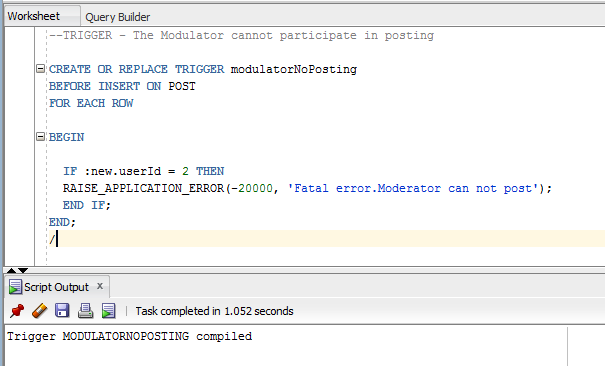 Worksheet Query Builder
--TRIGGER - The Modulator cannot participate in posting
CREATE OR REPLACE TRIGGER modulatorNoPosting
BEFORE INSERT ON POST
FOR EACH ROW
BEGIN
IF :new.userId = 2 THEN
RAISE_APPLICATION_ERROR(-20000, 'Fatal error.Moderator can not post');
END IF;
END;
/
Script Output x
Task completed in 1.052 seconds
Trigger MODULATORNOPOSTING compiled